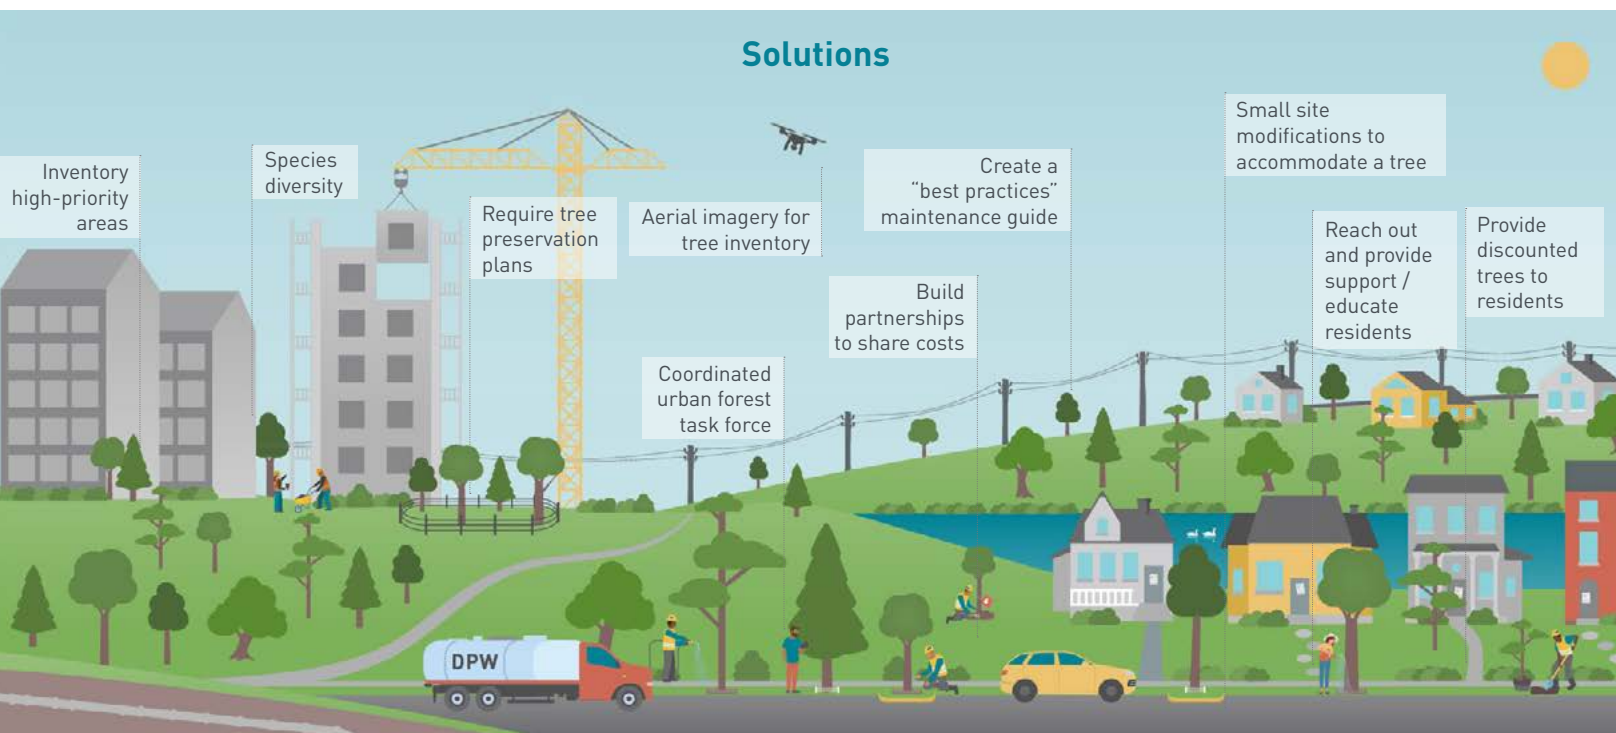 Solutions
Inventory
high-priority
areas
Species
diversity
Require tree
preservation
plans
Aerial imagery for
tree inventory
Create a
“best practices”
maintenance guide
Small site
modifications to
accommodate a tree
Reach out
and provide
support /
educate
residents
Provide
discounted
trees to
residents
Build
partnerships
to share costs
Coordinated
urban forest
task force
DPW